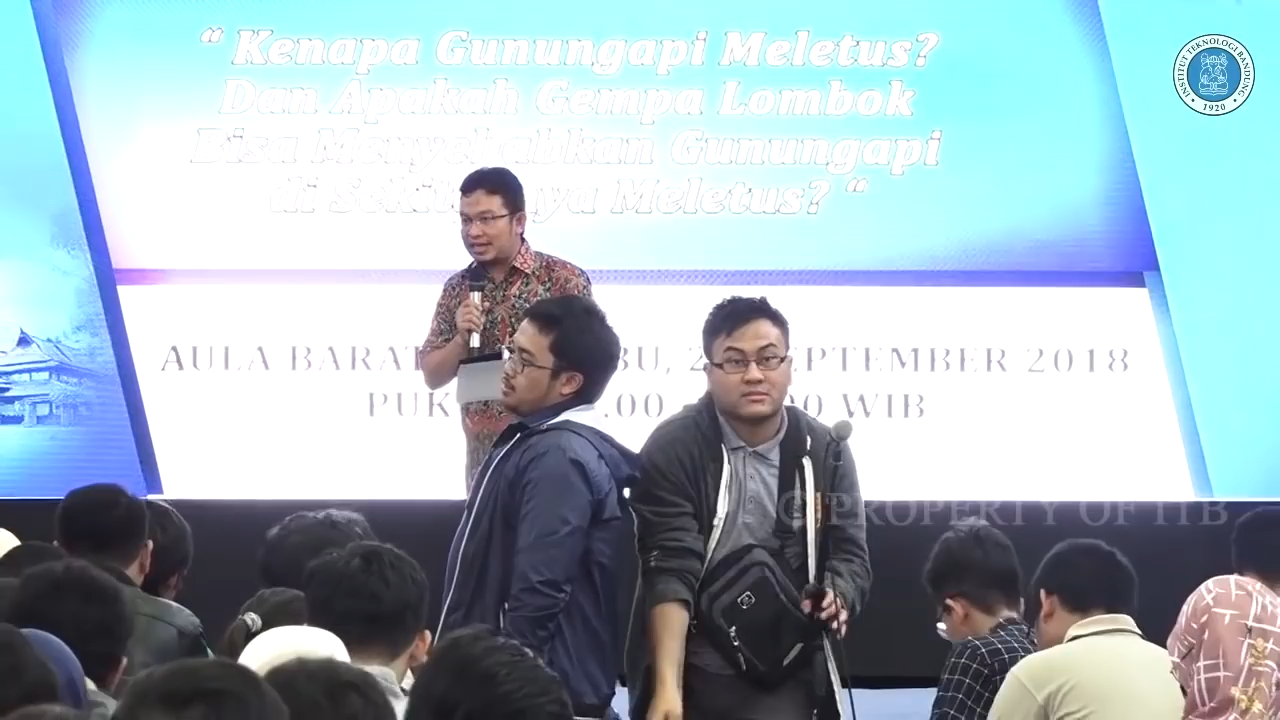 “ Kenapa Gunungapi Meletus?
Dan Apakah Gempa Lombok
Bisa Menyebabkan Gunungapi
di Sekitarnya Meletus? “
INSTITUT TEKNOLOGI BANDUNG
1920
AULA BARAT SEPTEMBER 2018
WIB
© PROPERTY OF ITB